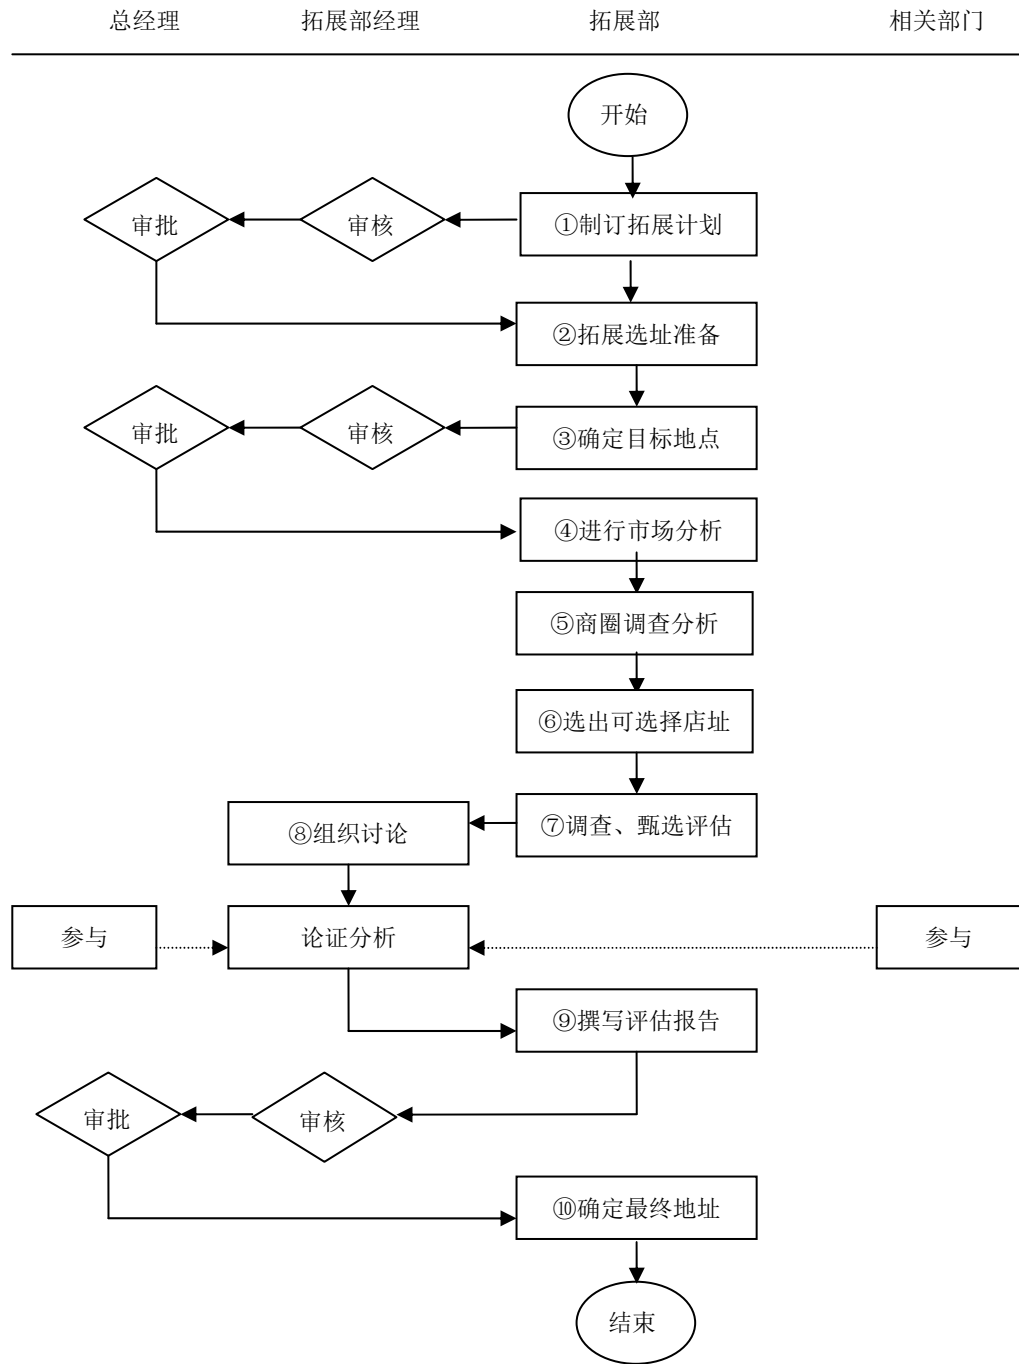 总经理 拓展部经理 拓展部 相关部门
开始
审批 审核 ①制订拓展计划
②拓展选址准备
审批 审核 ③确定目标地点
④进行市场分析
⑤商圈调查分析
⑥选出可选择店址
⑧组织讨论 ⑦调查、甄选评估
参与 论证分析 参与
⑨撰写评估报告
审批 审核
⑩确定最终地址
结束